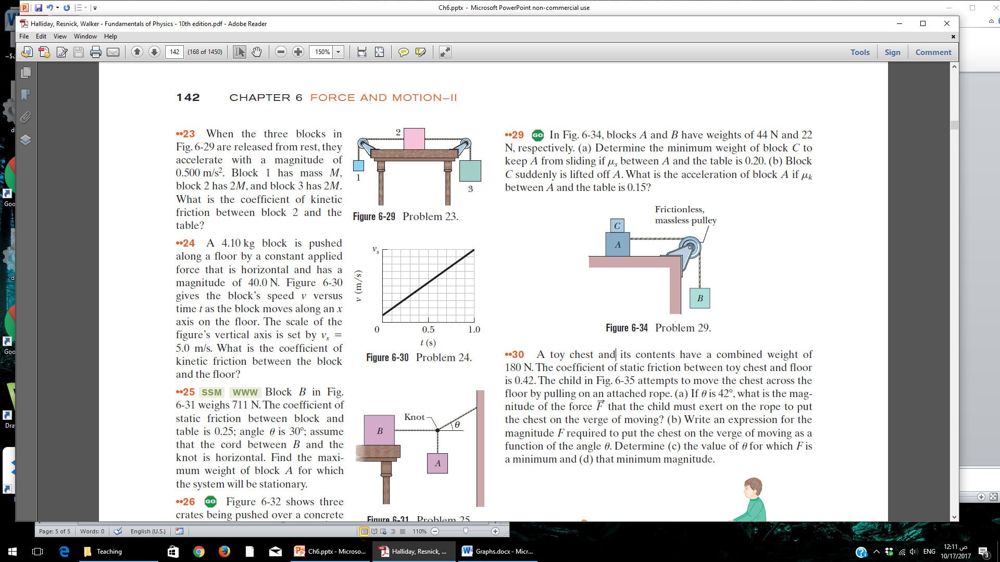 Ch6.pptx - Microsoft PowerPoint non-commercial use
Halliday, Resnick, Walker - Fundamentals of Physics - 10th edition.pdf - Adobe Reader
File Edit View Window Help
142 (168 of 1450) 150% Tools Sign Comment
142 CHAPTER 6 FORCE AND MOTION–II
••23 When the three blocks in
Fig. 6-29 are released from rest, they
accelerate with a magnitude of
0.500 m/s². Block 1 has mass M,
block 2 has 2M, and block 3 has 2M.
What is the coefficient of kinetic
friction between block 2 and the
table?
2
1
3
Figure 6-29 Problem 23.
••24 A 4.10 kg block is pushed
along a floor by a constant applied
force that is horizontal and has a
magnitude of 40.0 N. Figure 6-30
gives the block's speed v versus
time t as the block moves along an x
axis on the floor. The scale of the
figure's vertical axis is set by vs =
5.0 m/s. What is the coefficient of
kinetic friction between the block
and the floor?
vs
v (m/s)
0 0.5 1.0
t (s)
Figure 6-30 Problem 24.
••25 SSM WWW Block B in Fig.
6-31 weighs 711 N. The coefficient of
static friction between block and
table is 0.25; angle θ is 30°; assume
that the cord between B and the
knot is horizontal. Find the maxi-
mum weight of block A for which
the system will be stationary.
Knot
θ
B
A
Figure 6-31 Problem 25
••26 GO Figure 6-32 shows three
crates being pushed over a concrete
••29 GO In Fig. 6-34, blocks A and B have weights of 44 N and 22
N, respectively. (a) Determine the minimum weight of block C to
keep A from sliding if μs between A and the table is 0.20. (b) Block
C suddenly is lifted off A. What is the acceleration of block A if μk
between A and the table is 0.15?
Frictionless,
massless pulley
C
A
B
Figure 6-34 Problem 29.
••30 A toy chest and its contents have a combined weight of
180 N. The coefficient of static friction between toy chest and floor
is 0.42. The child in Fig. 6-35 attempts to move the chest across the
floor by pulling on an attached rope. (a) If θ is 42°, what is the mag-
nitude of the force F⃗ that the child must exert on the rope to put
the chest on the verge of moving? (b) Write an expression for the
magnitude F required to put the chest on the verge of moving as a
function of the angle θ. Determine (c) the value of θ for which F is
a minimum and (d) that minimum magnitude.
Page: 5 of 5 Words: 0 English (U.S.) 110%
Teaching Ch6.pptx - Microso... Halliday, Resnick, ... Graphs.docx - Micr... ENG 12:11 ص
10/17/2017 3